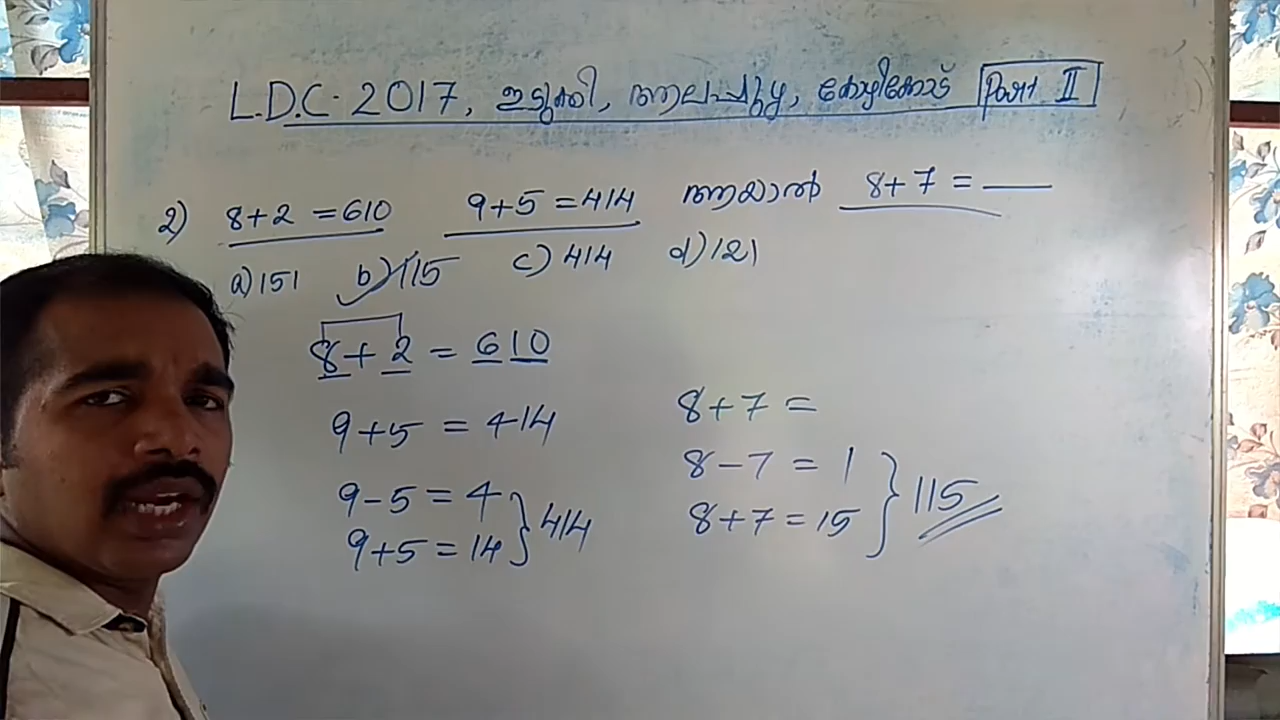 L.D.C. 2017, ഇടുക്കി, ആലപ്പുഴ, കോഴിക്കോട് Part II
2) 8+2 = 610 9+5 = 414 ആയാൽ 8+7 = ___
a) 151 b) 115 c) 414 d) 121
8 + 2 = 610
9 + 5 = 414
9 - 5 = 4
9 + 5 = 14 } 414
8 + 7 =
8 - 7 = 1
8 + 7 = 15 } 115